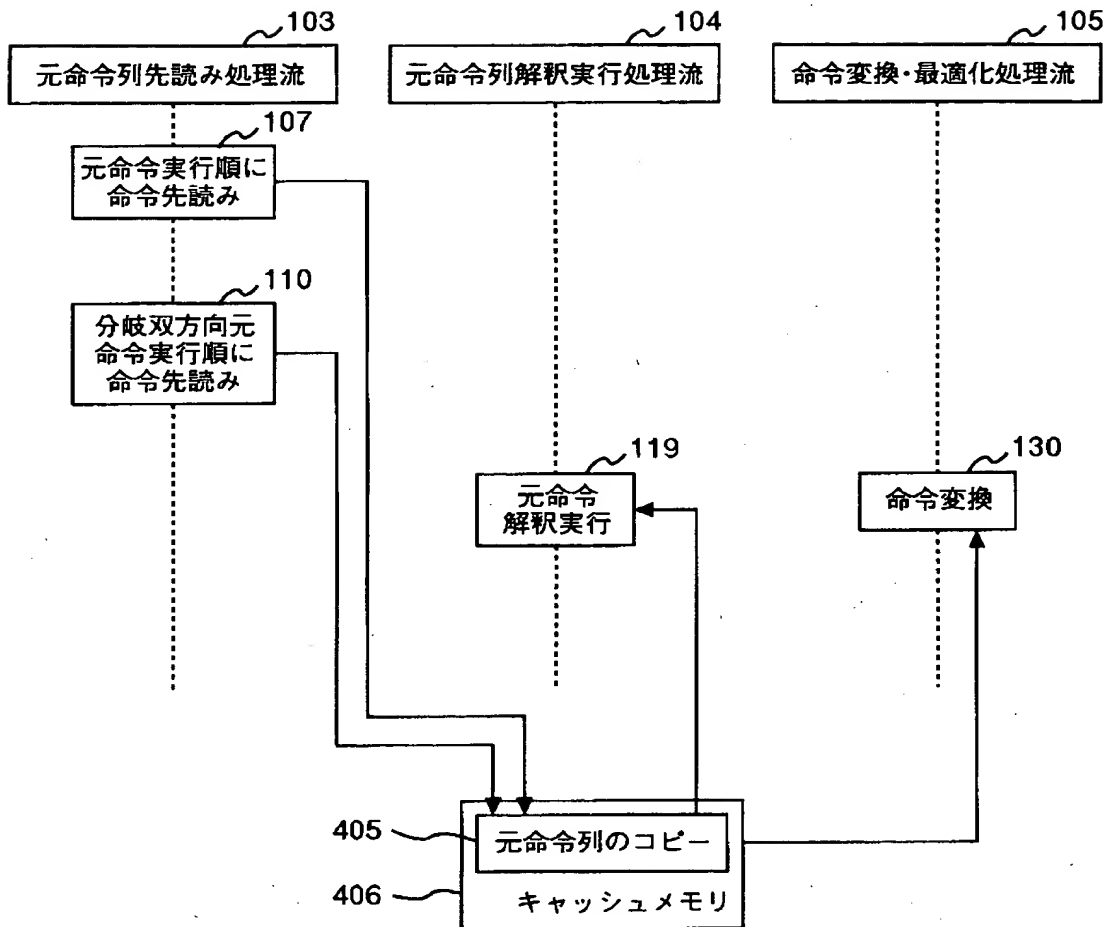 103
104
105
元命令列先読み処理流
元命令列解釈実行処理流
命令変換・最適化処理流
107
元命令実行順に
命令先読み
110
分岐双方向元
命令実行順に
命令先読み
119
元命令
解釈実行
130
命令変換
405
元命令列のコピー
406
キャッシュメモリ